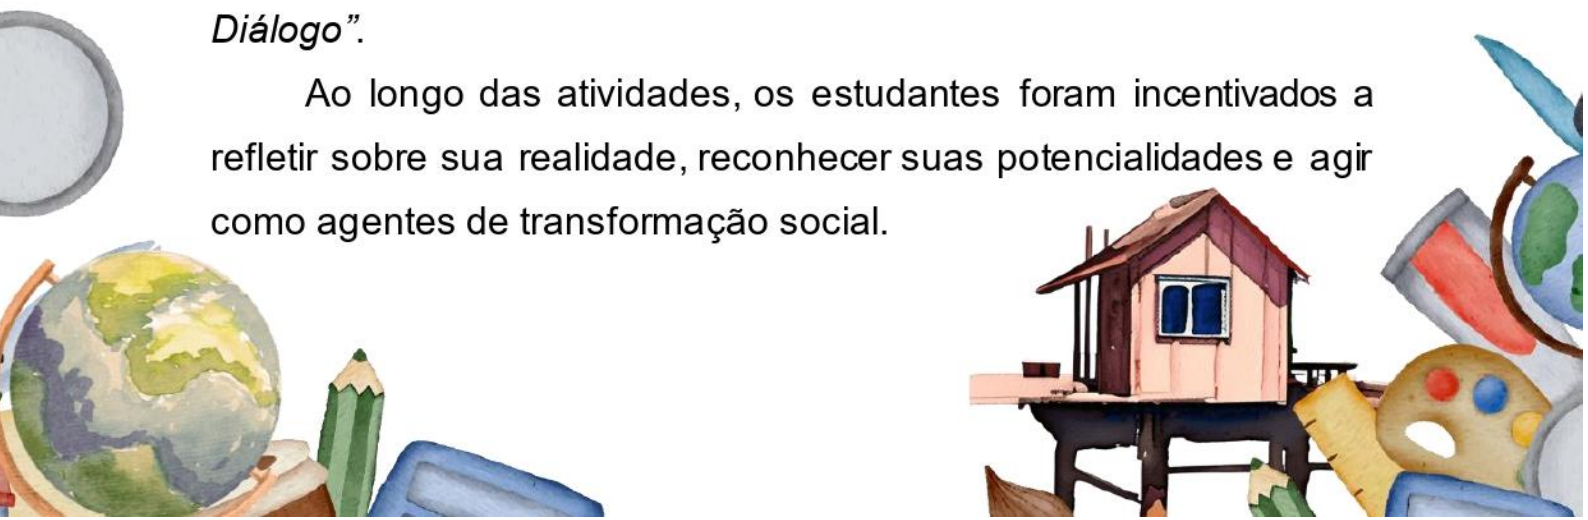 Diálogo”.
Ao longo das atividades, os estudantes foram incentivados a
refletir sobre sua realidade, reconhecer suas potencialidades e agir
como agentes de transformação social.